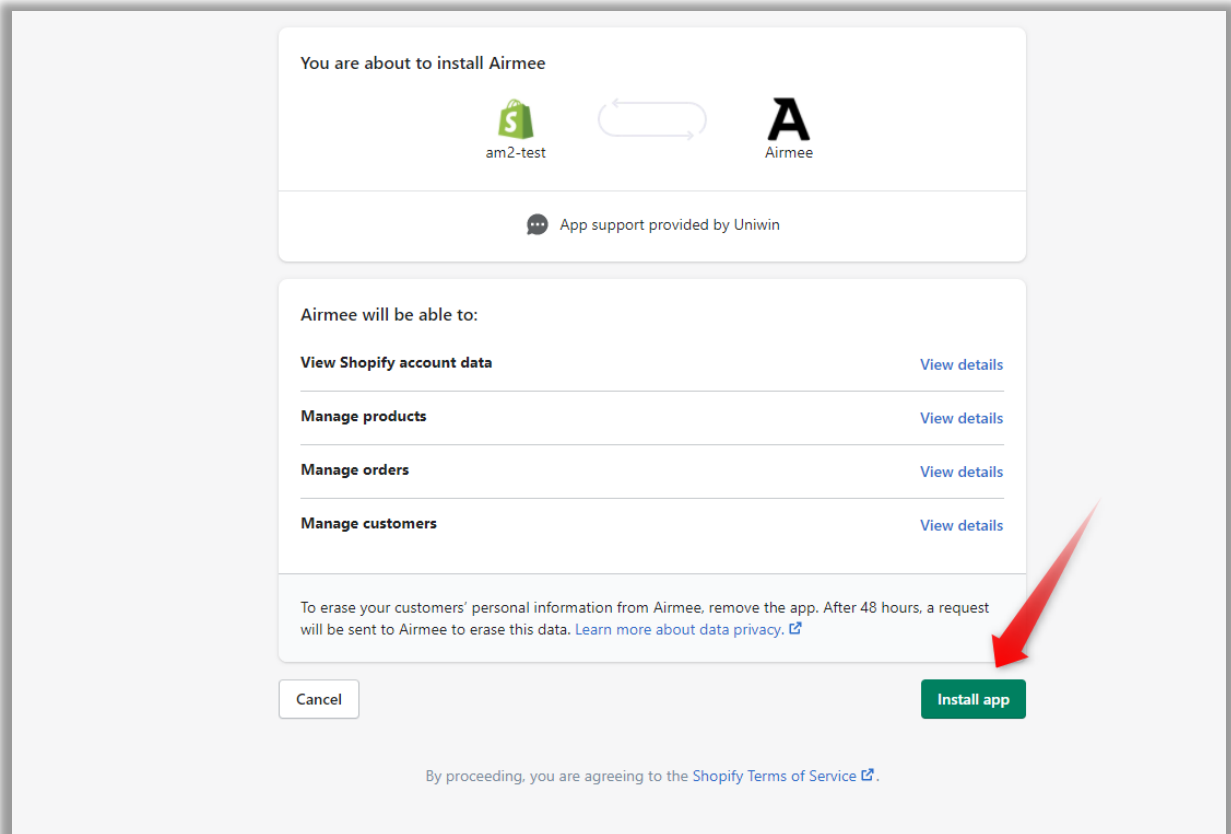 You are about to install Airmee
am2-test
Airmee
App support provided by Uniwin
Airmee will be able to:
View Shopify account data
View details
Manage products
View details
Manage orders
View details
Manage customers
View details
To erase your customers’ personal information from Airmee, remove the app. After 48 hours, a request
will be sent to Airmee to erase this data. Learn more about data privacy.
Cancel
Install app
By proceeding, you are agreeing to the Shopify Terms of Service .